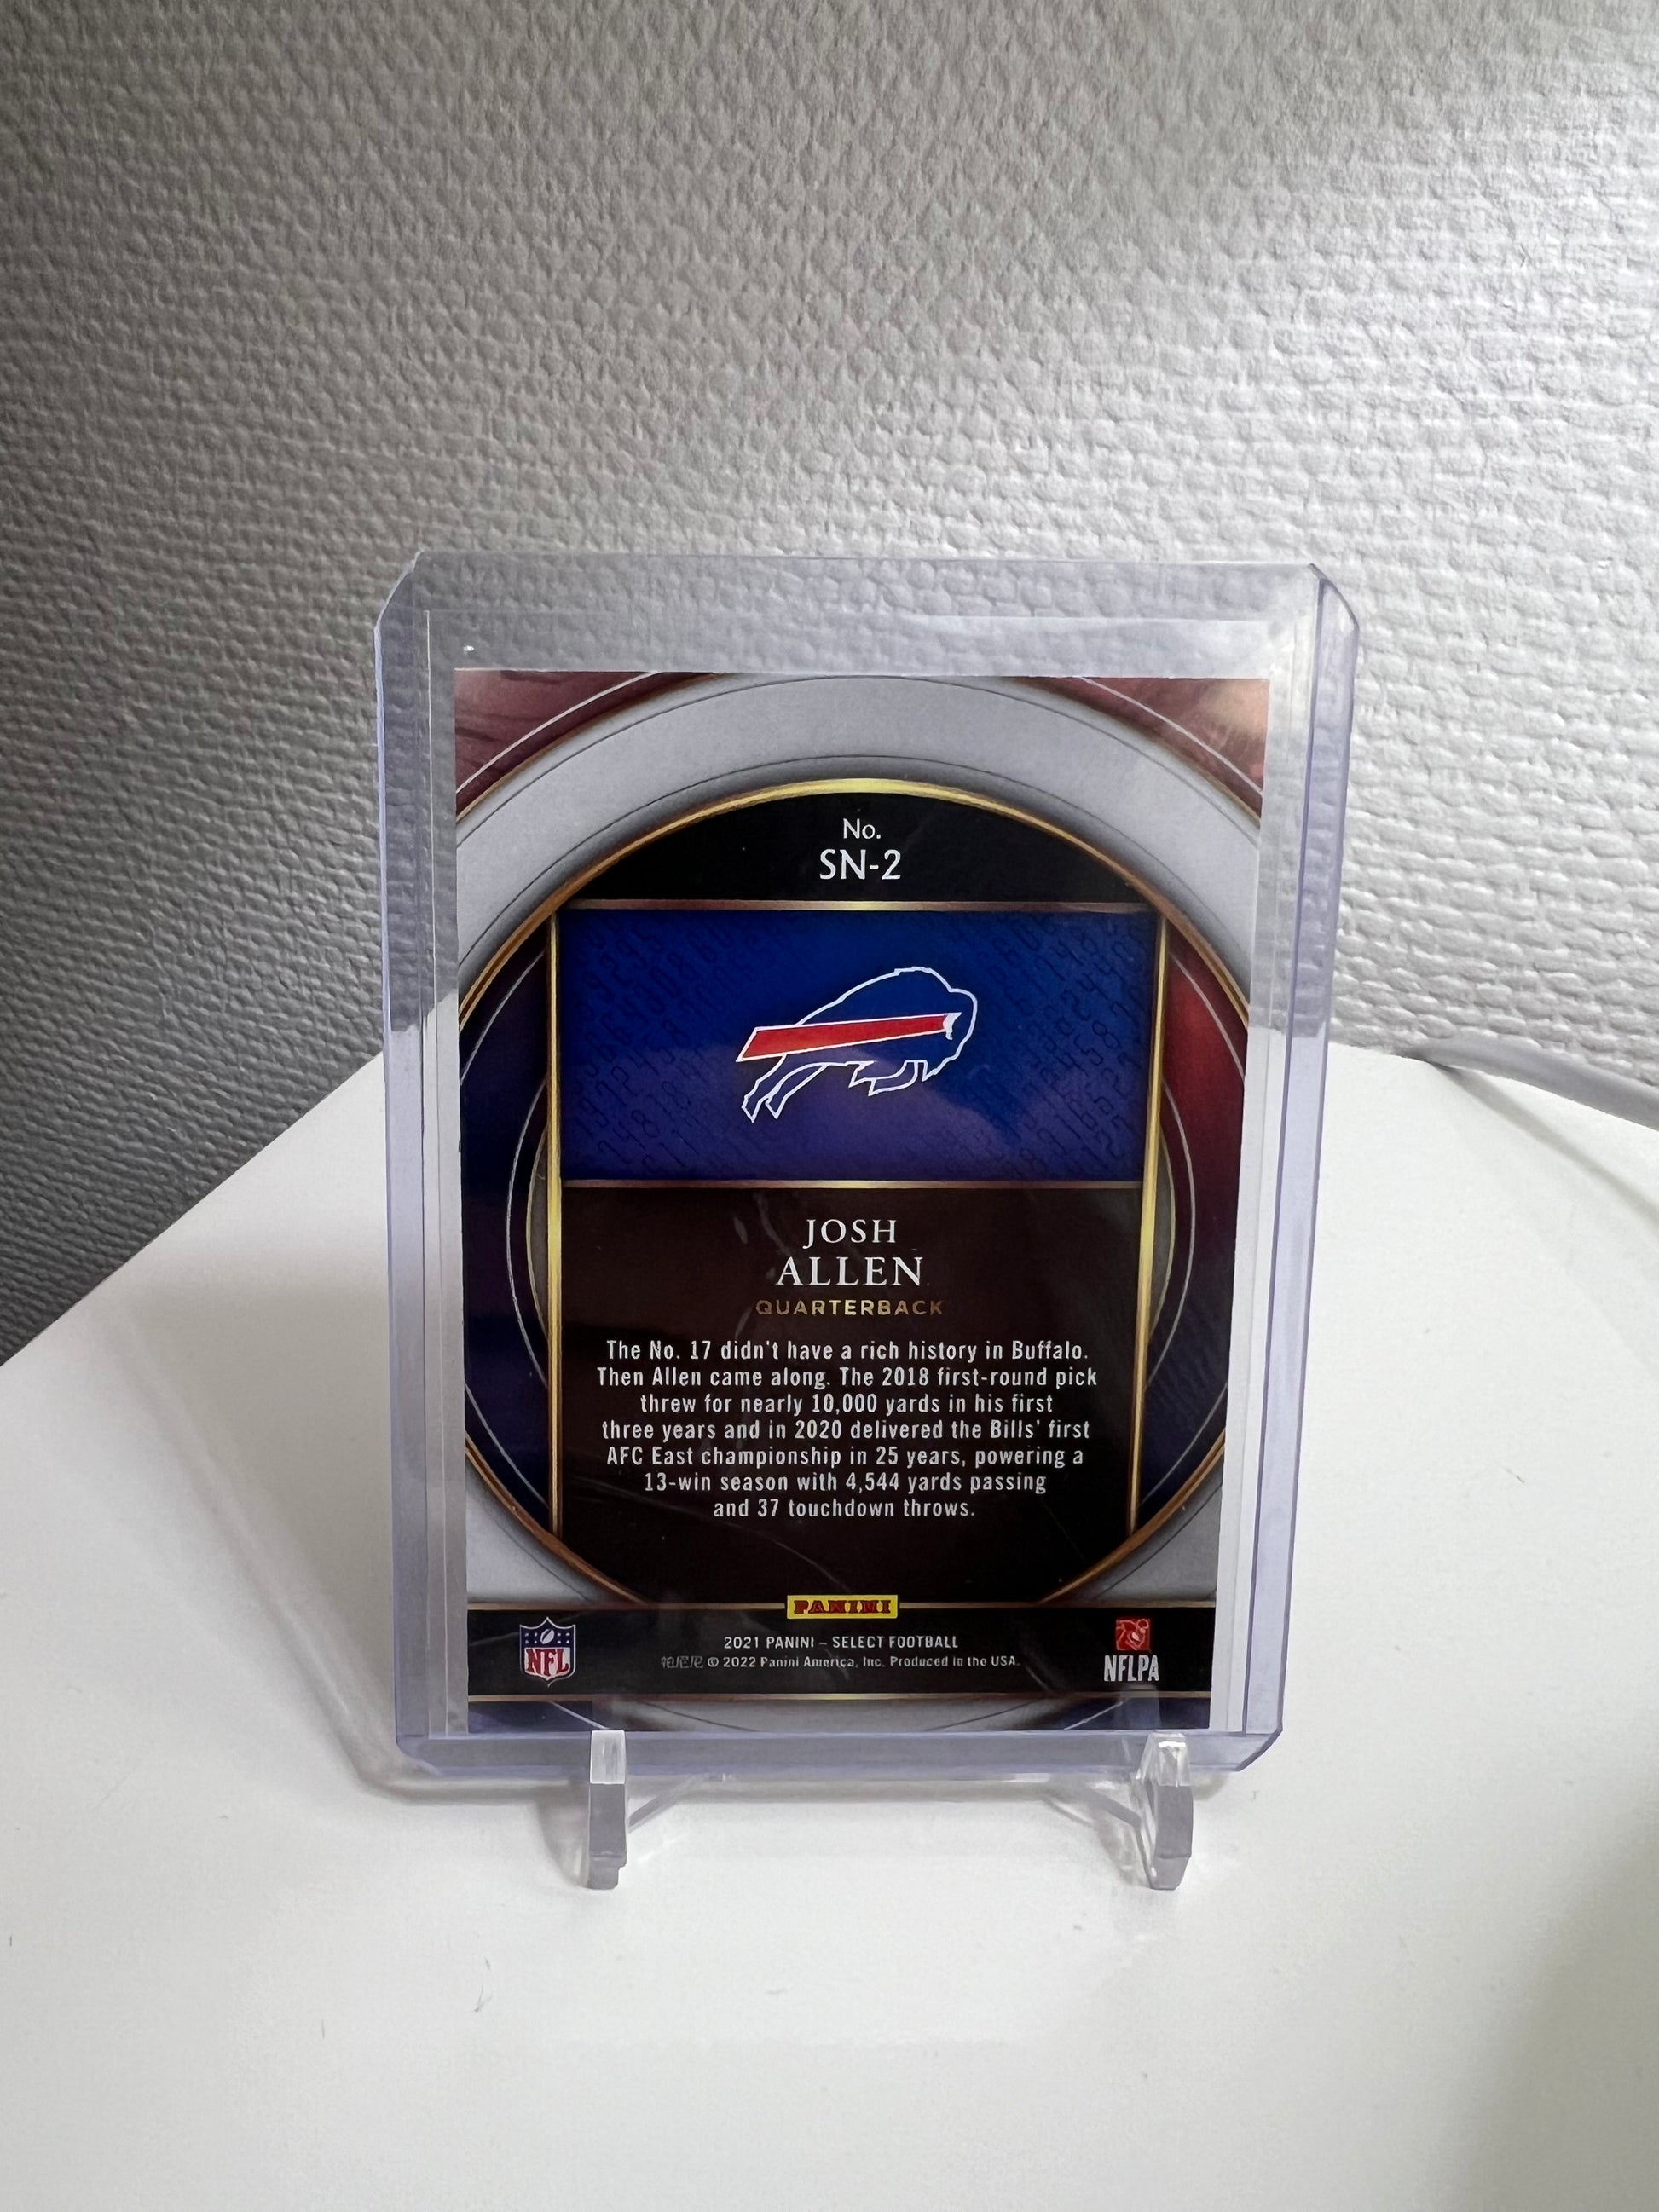 No.
SN-2
JOSH
ALLEN
QUARTERBACK
The No. 17 didn't have a rich history in Buffalo.
Then Allen came along. The 2018 first-round pick
threw for nearly 10,000 yards in his first
three years and in 2020 delivered the Bills' first
AFC East championship in 25 years, powering a
13-win season with 4,544 yards passing
and 37 touchdown throws.
PANINI
NFL
2021 PANINI – SELECT FOOTBALL
帕尼尼 © 2022 Panini America, Inc. Produced in the USA.
NFLPA